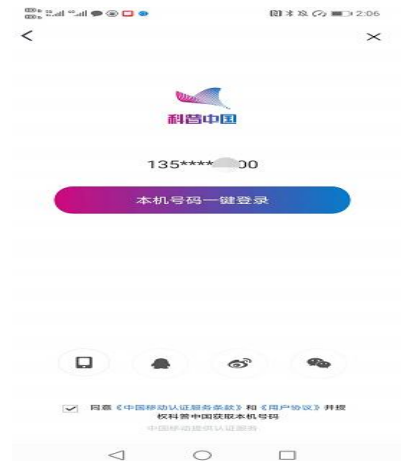 2:06
科普中国
135****00
本机号码一键登录
同意《中国移动认证服务条款》和《用户协议》并授
权科普中国获取本机号码
中国移动提供认证服务